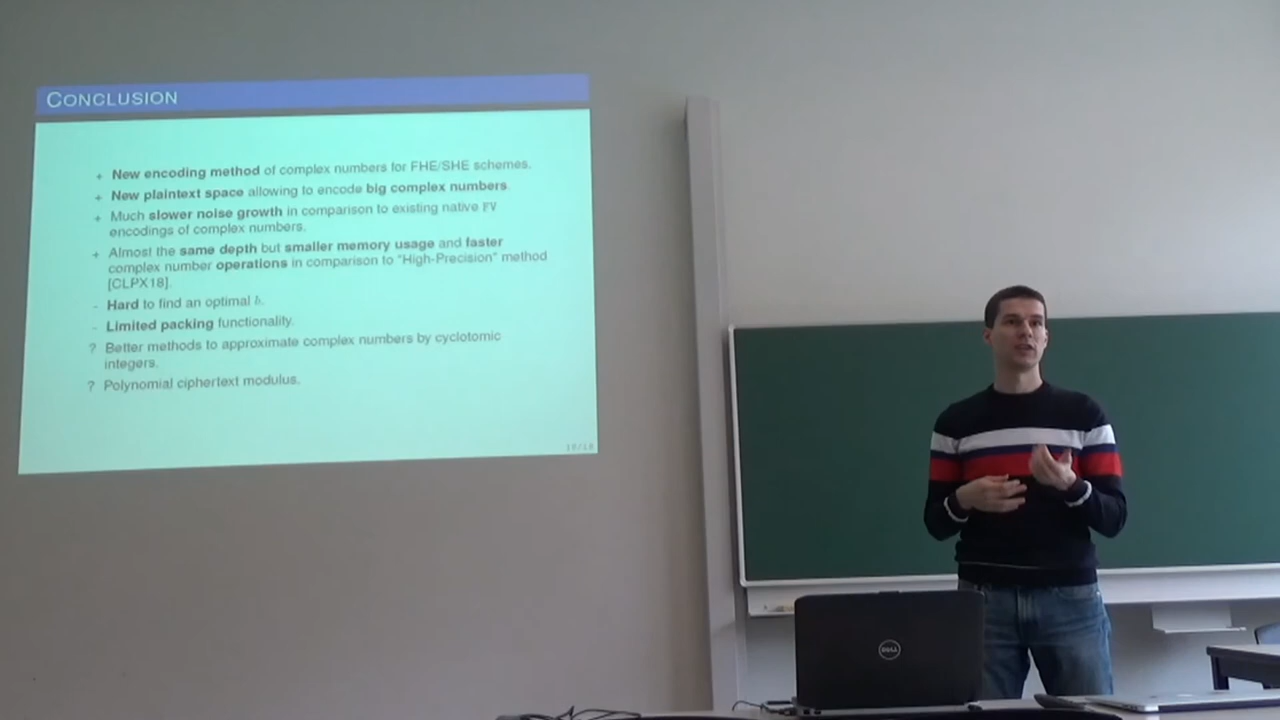 CONCLUSION
+ New encoding method of complex numbers for FHE/SHE schemes.
+ New plaintext space allowing to encode big complex numbers.
+ Much slower noise growth in comparison to existing native FV
encodings of complex numbers.
+ Almost the same depth but smaller memory usage and faster
complex number operations in comparison to "High-Precision" method
[CLPX18].
- Hard to find an optimal b.
- Limited packing functionality.
? Better methods to approximate complex numbers by cyclotomic
integers.
? Polynomial ciphertext modulus.
19/18
DELL